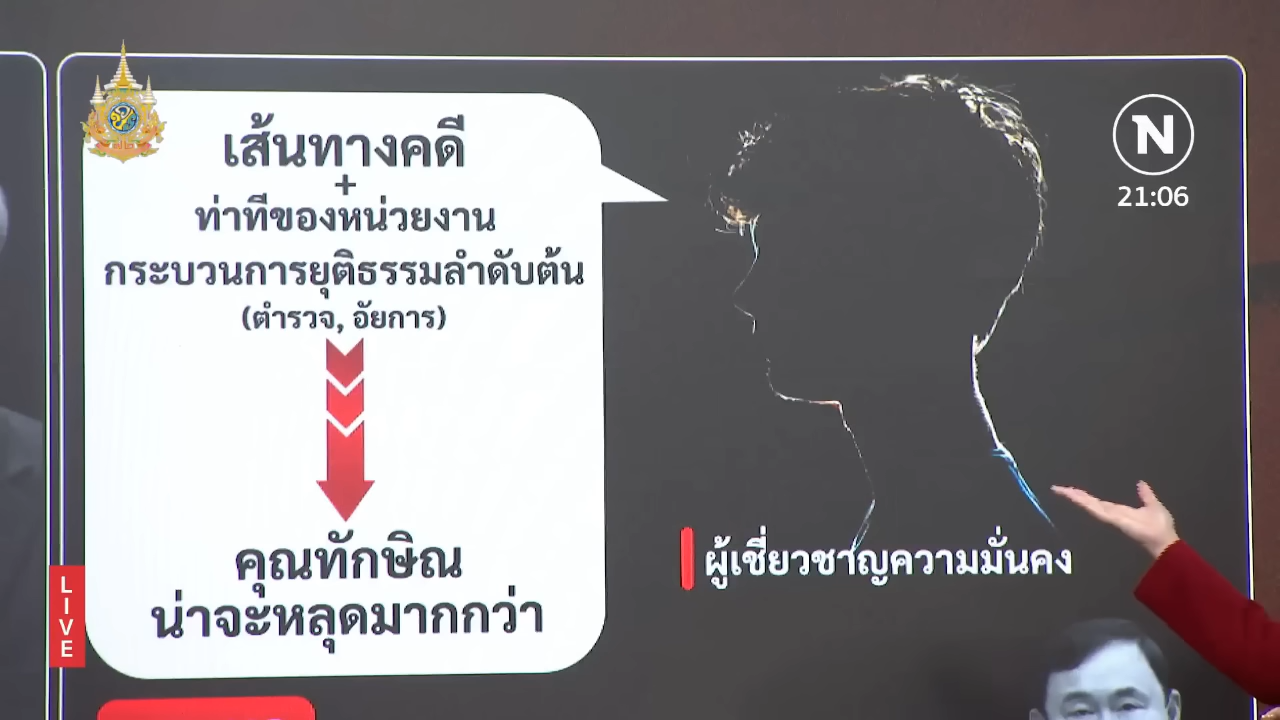 เส้นทางคดี
+
ท่าทีของหน่วยงาน
กระบวนการยุติธรรมลำดับต้น
(ตำรวจ, อัยการ)
คุณทักษิณ
น่าจะหลุดมากกว่า
ผู้เชี่ยวชาญความมั่นคง
N
21:06
LIVE